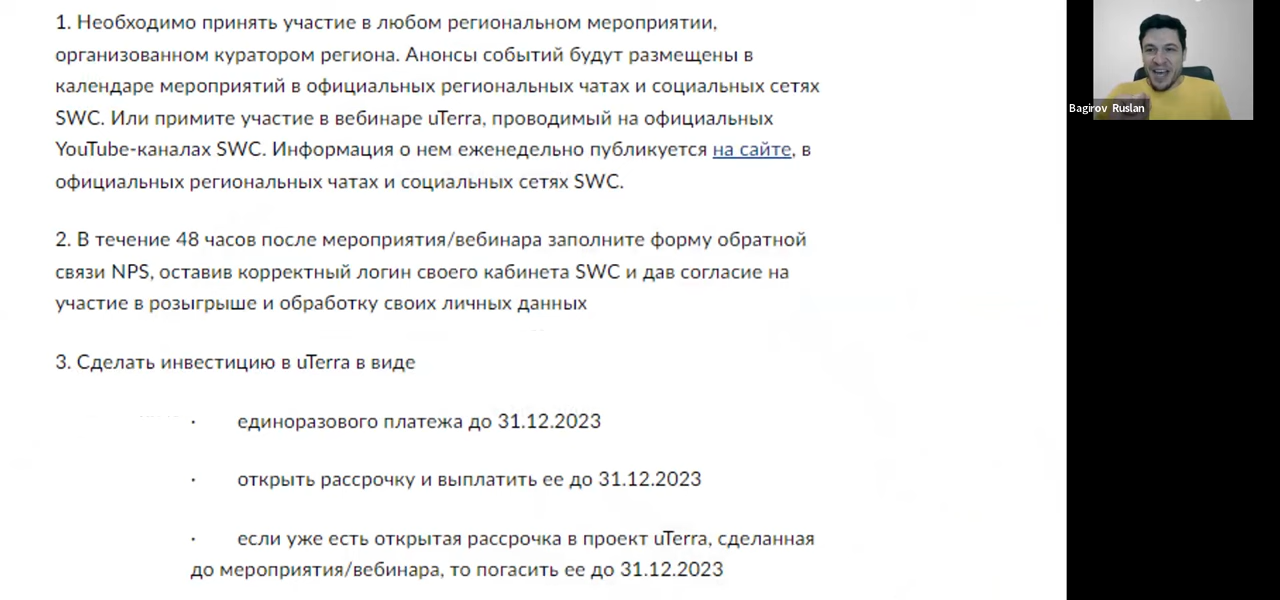 1. Необходимо принять участие в любом региональном мероприятии,
организованном куратором региона. Анонсы событий будут размещены в
календаре мероприятий в официальных региональных чатах и социальных сетях
SWC. Или примите участие в вебинаре uTerra, проводимый на официальных
YouTube-каналах SWC. Информация о нем еженедельно публикуется на сайте, в
официальных региональных чатах и социальных сетях SWC.
2. В течение 48 часов после мероприятия/вебинара заполните форму обратной
связи NPS, оставив корректный логин своего кабинета SWC и дав согласие на
участие в розыгрыше и обработку своих личных данных
3. Сделать инвестицию в uTerra в виде
· единоразового платежа до 31.12.2023
· открыть рассрочку и выплатить ее до 31.12.2023
· если уже есть открытая рассрочка в проект uTerra, сделанная
до мероприятия/вебинара, то погасить ее до 31.12.2023
Bagirov Ruslan